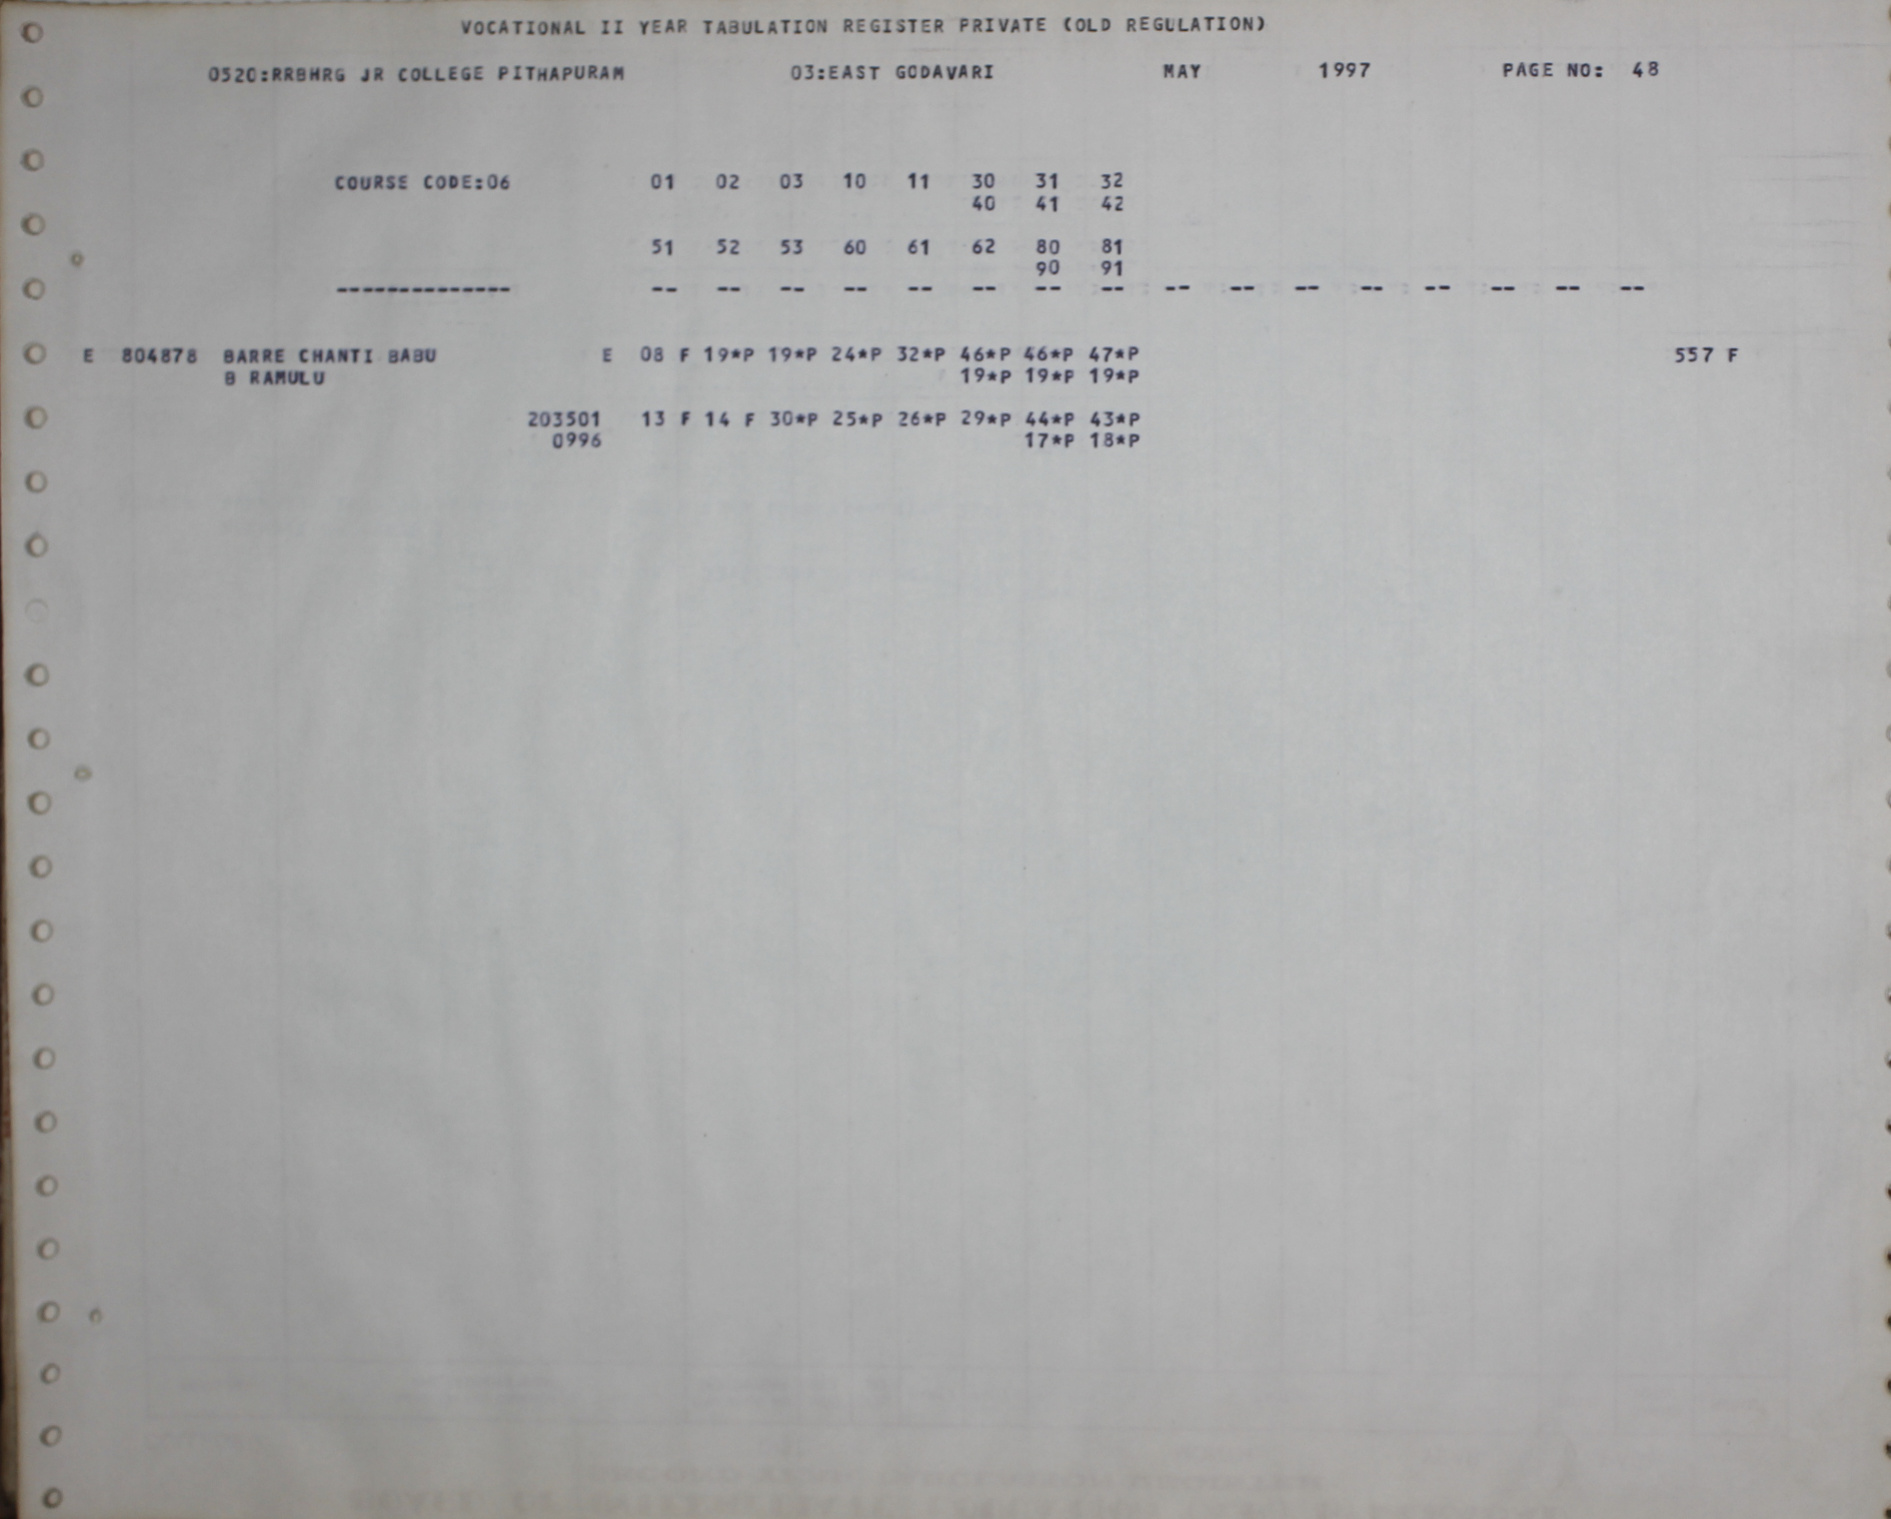 VOCATIONAL II YEAR TABULATION REGISTER PRIVATE (OLD REGULATION)
0520:RRBHRG JR COLLEGE PITHAPURAM 03:EAST GODAVARI MAY 1997 PAGE NO: 48
COURSE CODE:06 01 02 03 10 11 30 31 32
40 41 42
51 52 53 60 61 62 80 81
90 91
-------------- -- -- -- -- -- -- -- -- -- -- -- -- -- -- -- --
E 804878 BARRE CHANTI BABU E 08 F 19*P 19*P 24*P 32*P 46*P 46*P 47*P 557 F
B RAMULU 19*P 19*P 19*P
203501 13 F 14 F 30*P 25*P 26*P 29*P 44*P 43*P
0996 17*P 18*P